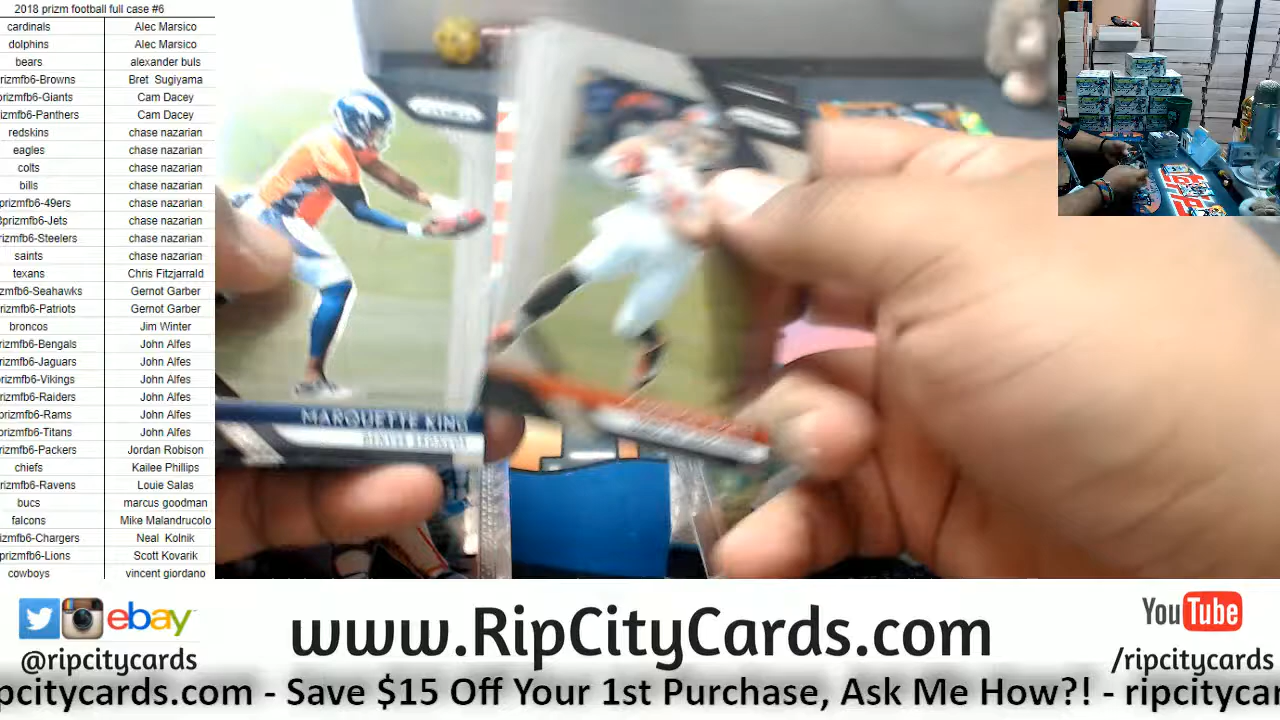 2018 prizm football full case #6
cardinals Alec Marsico
dolphins Alec Marsico
bears alexander buls
rizmfb6-Browns Bret Sugiyama
prizmfb6-Giants Cam Dacey
prizmfb6-Panthers Cam Dacey
redskins chase nazarian
eagles chase nazarian
colts chase nazarian
bills chase nazarian
prizmfb6-49ers chase nazarian
8prizmfb6-Jets chase nazarian
prizmfb6-Steelers chase nazarian
saints chase nazarian
texans Chris Fitzjarrald
zmfb6-Seahawks Gernot Garber
rizmfb6-Patriots Gernot Garber
broncos Jim Winter
rizmfb6-Bengals John Alfes
rizmfb6-Jaguars John Alfes
rizmfb6-Vikings John Alfes
rizmfb6-Raiders John Alfes
prizmfb6-Rams John Alfes
prizmfb6-Titans John Alfes
rizmfb6-Packers Jordan Robison
chiefs Kailee Phillips
rizmfb6-Ravens Louie Salas
bucs marcus goodman
falcons Mike Malandrucolo
izmfb6-Chargers Neal Kolnik
prizmfb6-Lions Scott Kovarik
cowboys vincent giordano
MARQUETTE KING
DENVER BRONCOS
ebay
@ripcitycards
www.RipCityCards.com
YouTube
/ripcitycards
pcitycards.com - Save $15 Off Your 1st Purchase, Ask Me How?! - ripcitycar